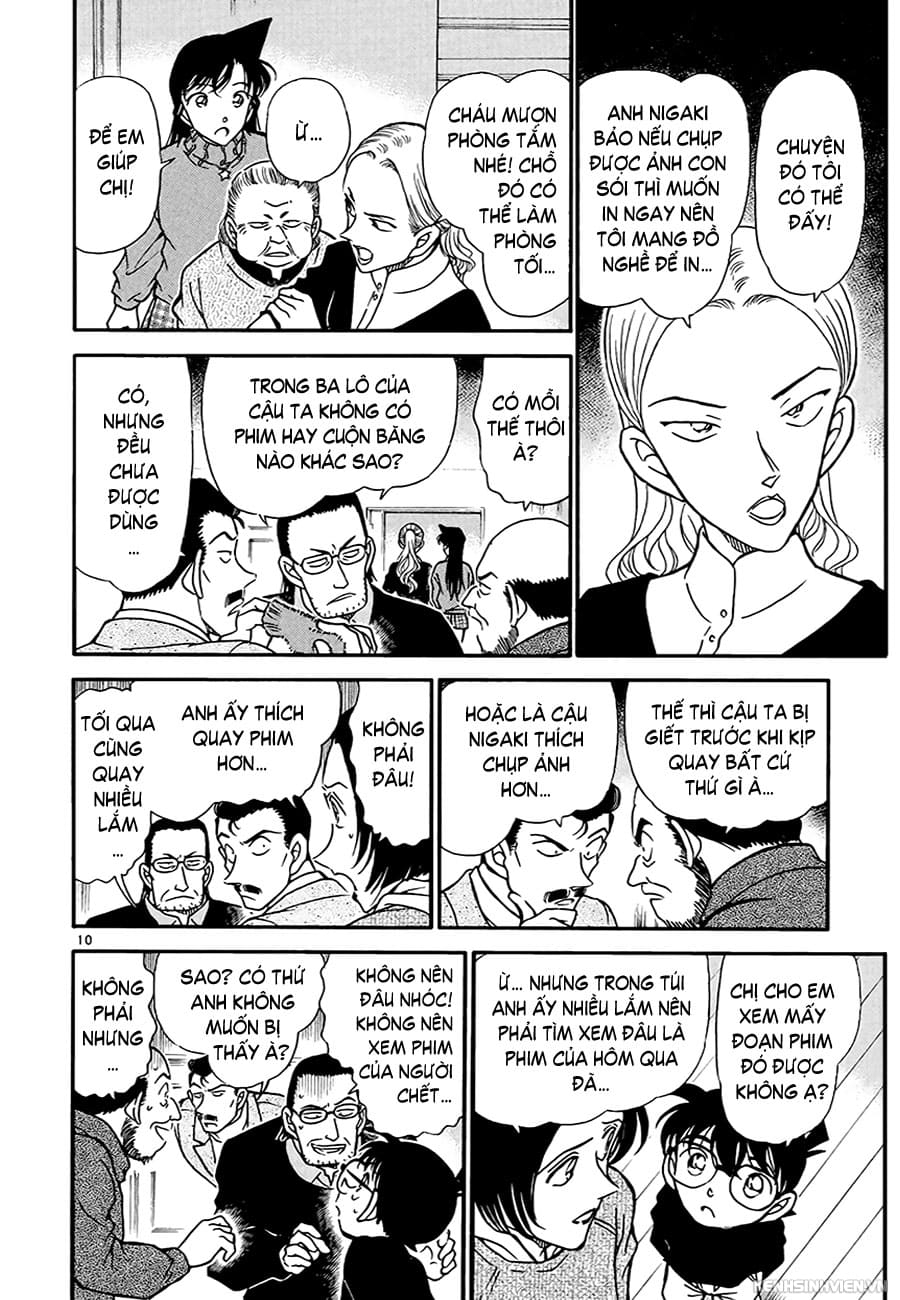 CHUYỆN
ĐÓ TÔI
CÓ THỂ
ĐẤY!
ANH NIGAKI
BẢO NẾU CHỤP
ĐƯỢC ẢNH CON
SÓI THÌ MUỐN
IN NGAY NÊN
TÔI MANG ĐỒ
NGHỀ ĐỂ IN...
CHÁU MƯỢN
PHÒNG TẮM
NHÉ! CHỖ
ĐÓ CÓ
THỂ LÀM
PHÒNG
TỐI...
Ừ...
ĐỂ EM
GIÚP
CHỊ!
CÓ MỒI
THẾ THÔI
À?
TRONG BA LÔ CỦA
CẬU TA KHÔNG CÓ
PHIM HAY CUỘN BĂNG
NÀO KHÁC SAO?
CÓ,
NHƯNG
ĐỀU
CHƯA
ĐƯỢC
DÙNG
...
THẾ THÌ CẬU TA BỊ
GIẾT TRƯỚC KHI KỊP
QUAY BẤT CỨ
THỨ GÌ À...
HOẶC LÀ CẬU
NIGAKI THÍCH
CHỤP ẢNH
HƠN...
KHÔNG
PHẢI
ĐÂU!
ANH ẤY THÍCH
QUAY PHIM
HƠN...
TỐI QUA
CŨNG
QUAY
NHIỀU
LẮM
...
10
CHỊ CHO EM
XEM MẤY
ĐOẠN PHIM
ĐÓ ĐƯỢC
KHÔNG Ạ?
Ừ... NHƯNG TRONG TÚI
ANH ẤY NHIỀU LẮM NÊN
PHẢI TÌM XEM ĐÂU LÀ
PHIM CỦA HÔM QUA
ĐÃ...
KHÔNG NÊN
ĐÂU NHÓC!
KHÔNG NÊN
XEM PHIM
CỦA NGƯỜI
CHẾT...
SAO? CÓ THỨ
ANH KHÔNG
MUỐN BỊ
THẤY À?
KHÔNG
PHẢI
NHƯNG...
KENHSINHVIEN.VN